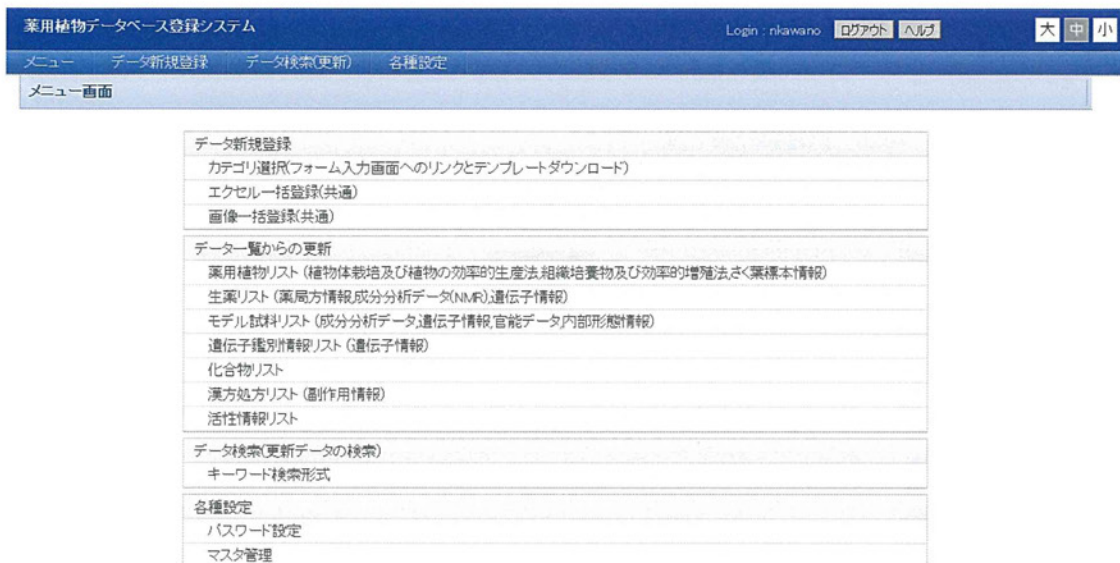 薬用植物データベース登録システム
Login : nkawano ログアウト ヘルプ 大 中 小
メニュー データ新規登録 データ検索(更新) 各種設定
メニュー画面
データ新規登録
カテゴリ選択(フォーム入力画面へのリンクとテンプレートダウンロード)
エクセル一括登録(共通)
画像一括登録(共通)
データ一覧からの更新
薬用植物リスト (植物体栽培及び植物の効率的生産法,組織培養物及び効率的増殖法,さく葉標本情報)
生薬リスト (薬局方情報,成分分析データ(NMR),遺伝子情報)
モデル試料リスト (成分分析データ,遺伝子情報,官能データ,内部形態情報)
遺伝子鑑別情報リスト (遺伝子情報)
化合物リスト
漢方処方リスト (副作用情報)
活性情報リスト
データ検索(更新データの検索)
キーワード検索形式
各種設定
パスワード設定
マスタ管理